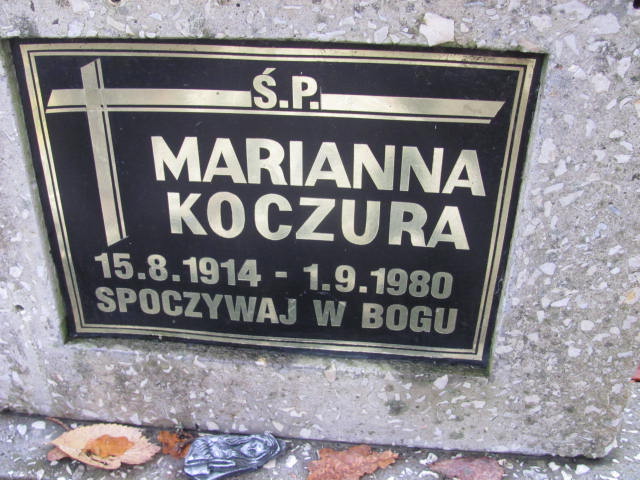 Ś.P.
MARIANNA
KOCZURA
15.8.1914 - 1.9.1980
SPOCZYWAJ W BOGU